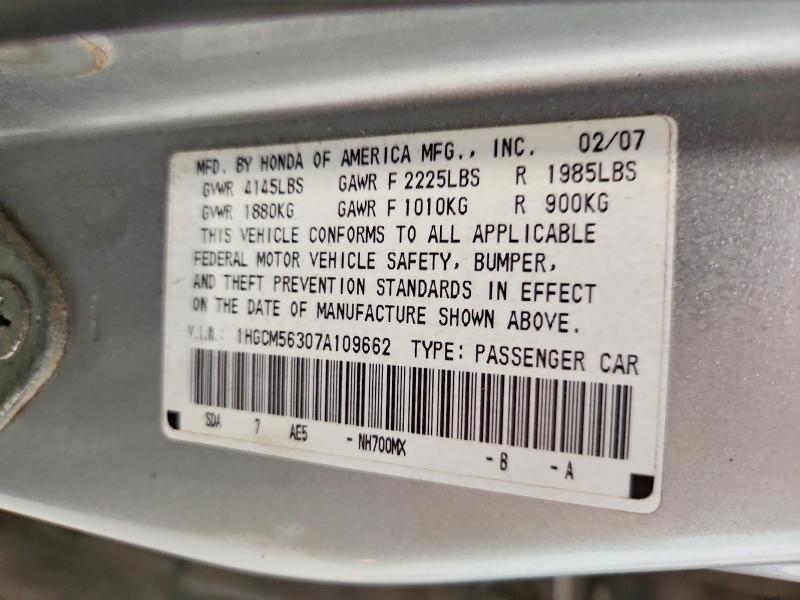 MFD. BY HONDA OF AMERICA MFG., INC. 02/07
GVWR 4145LBS GAWR F 2225LBS R 1985LBS
GVWR 1880KG GAWR F 1010KG R 900KG
THIS VEHICLE CONFORMS TO ALL APPLICABLE
FEDERAL MOTOR VEHICLE SAFETY, BUMPER,
AND THEFT PREVENTION STANDARDS IN EFFECT
ON THE DATE OF MANUFACTURE SHOWN ABOVE.
V.I.N.: 1HGCM56307A109662 TYPE: PASSENGER CAR
SDA 7 AE5 -NH700MX -B -A